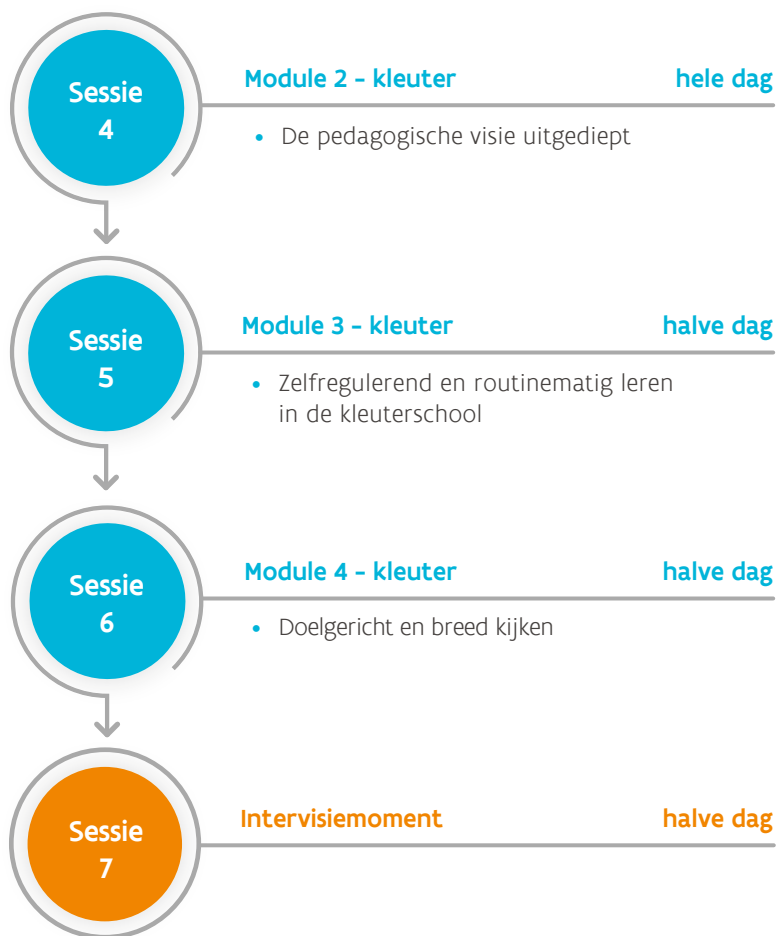 Sessie
4
Module 2 - kleuter hele dag
• De pedagogische visie uitgediept
Sessie
5
Module 3 - kleuter halve dag
• Zelfregulerend en routinematig leren
in de kleuterschool
Sessie
6
Module 4 - kleuter halve dag
• Doelgericht en breed kijken
Sessie
7
Intervisiemoment halve dag